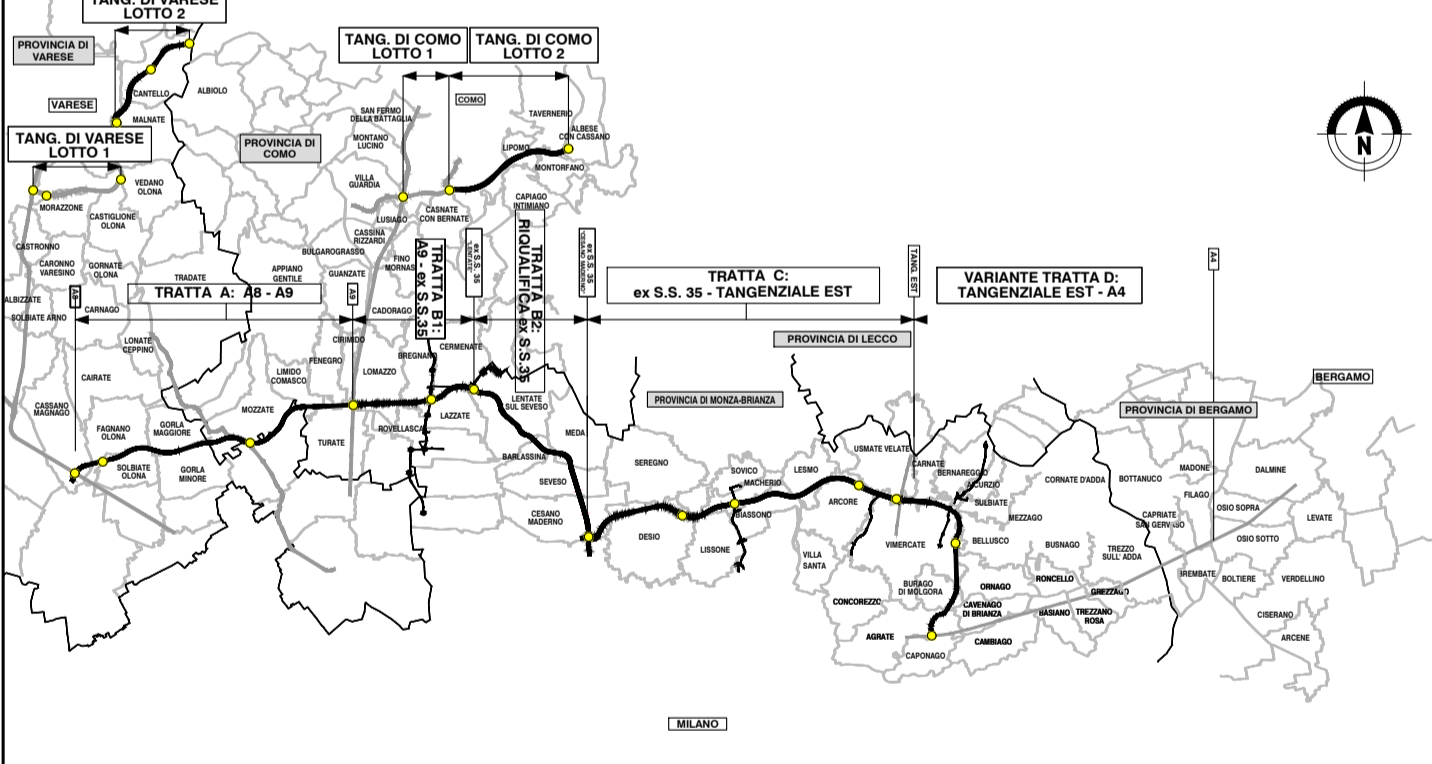 TANG. DI VARESE
LOTTO 2
PROVINCIA DI
VARESE
TANG. DI COMO
LOTTO 1
TANG. DI COMO
LOTTO 2
CANTELLO
ALBIOLO
VARESE
COMO
MALNATE
SAN FERMO
DELLA BATTAGLIA
TAVERNERIO
ALBESE
CON CASSANO
TANG. DI VARESE
LOTTO 1
PROVINCIA DI
COMO
MONTANO
LUCINO
LIPOMO
MONTORFANO
N
VEDANO
OLONA
VILLA
GUARDIA
CAPIAGO
INTIMIANO
MORAZZONE
CASTIGLIONE
OLONA
LUSIAGO
CASNATE
CON BERNATE
CASSINA
RIZZARDI
CASTRONNO
BULGAROGRASSO
CARONNO
VARESINO
GORNATE
OLONA
TRADATE
APPIANO
GENTILE
GUANZATE
FINO
MORNAS
TRATTA B1:
A9 - ex S.S.35
ex S.S. 35
"LENTATE"
TRATTA B2:
RIQUALIFICA ex S.S.35
ex S.S. 35
"CESANO MADERNO"
TRATTA C:
ex S.S. 35 - TANGENZIALE EST
TANG. EST
VARIANTE TRATTA D:
TANGENZIALE EST - A4
A4
ALBIZZATE
A8
TRATTA A: A8 - A9
A9
SOLBIATE ARNO
CARNAGO
CADORAGO
LONATE
CEPPINO
CIRIMIDO
CERMENATE
PROVINCIA DI LECCO
FENEGRO
BREGNANO
CAIRATE
LIMIDO
COMASCO
LOMAZZO
BERGAMO
CASSANO
MAGNAGO
MOZZATE
LAZZATE
LENTATE
SUL SEVESO
PROVINCIA DI MONZA-BRIANZA
PROVINCIA DI BERGAMO
FAGNANO
OLONA
GORLA
MAGGIORE
TURATE
ROVELLASCA
MEDA
USMATE VELATE
SOLBIATE
OLONA
GORLA
MINORE
BARLASSINA
SEREGNO
SOVICO
MACHERIO
LESMO
CARNATE
BERNAREGGIO
AICURZIO
CORNATE D'ADDA
BOTTANUCO
MADONE
DALMINE
SEVESO
ARCORE
SULBIATE
FILAGO
CESANO
MADERNO
BIASSONO
MEZZAGO
CAPRIATE
SAN GERVASO
OSIO SOPRA
LEVATE
DESIO
LISSONE
VILLA
SANTA
VIMERCATE
BELLUSCO
BUSNAGO
TREZZO
SULL' ADDA
OSIO SOTTO
BURAGO
DI MOLGORA
ORNAGO
RONCELLO
GREZZAGO
BREMBATE
BOLTIERE
VERDELLINO
CONCOREZZO
CAVENAGO
DI BRIANZA
BASIANO
TREZZANO
ROSA
CISERANO
AGRATE
CAMBIAGO
ARCENE
CAPONAGO
MILANO